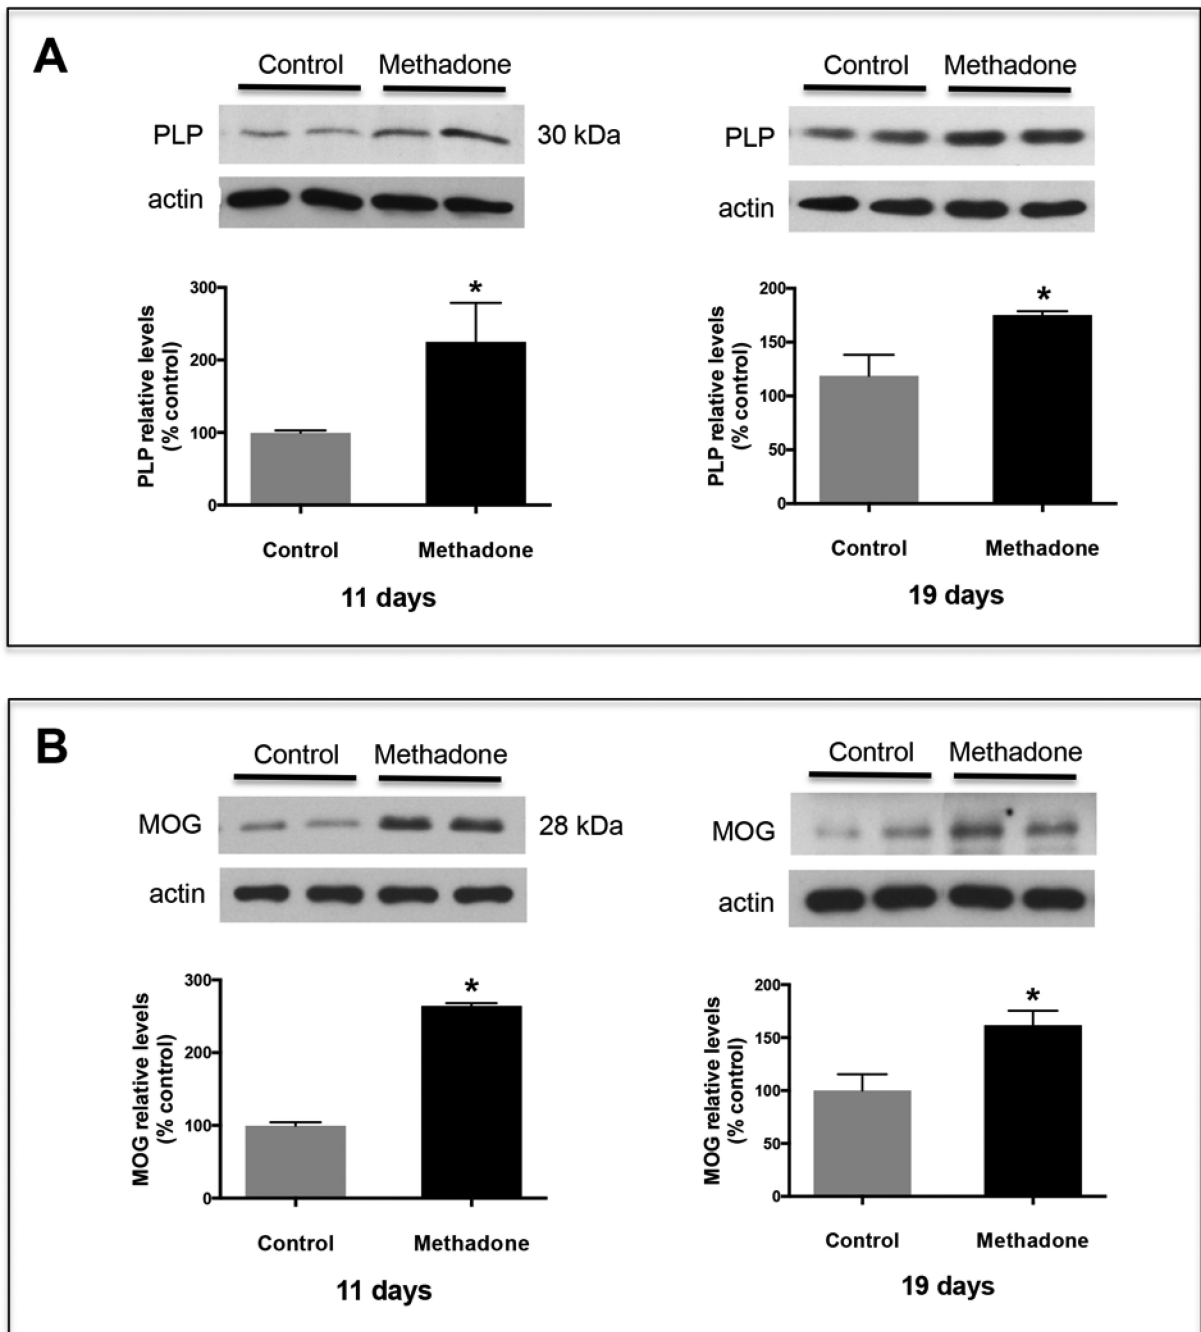 A
Control Methadone
PLP 30 kDa
actin
Control Methadone
PLP
actin
PLP relative levels
(% control)
300
200
100
0
*
Control Methadone
11 days
PLP relative levels
(% control)
200
150
100
50
0
*
Control Methadone
19 days
B
Control Methadone
MOG 28 kDa
actin
Control Methadone
MOG
actin
MOG relative levels
(% control)
300
200
100
0
*
Control Methadone
11 days
MOG relative levels
(% control)
200
150
100
50
0
*
Control Methadone
19 days